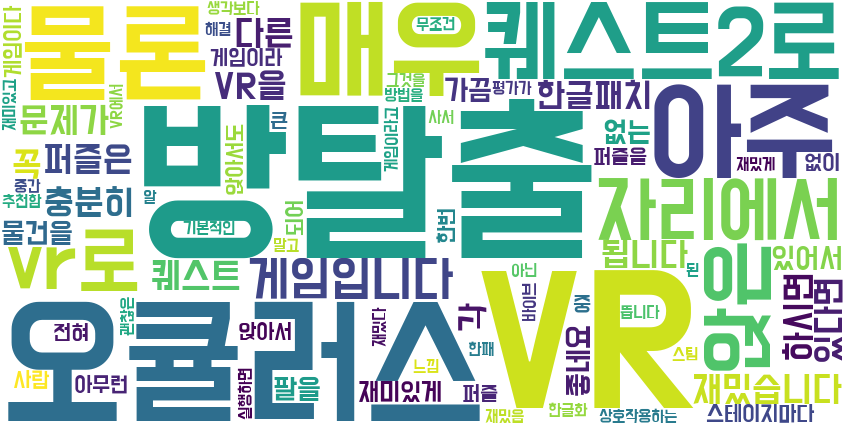 생각보다
물론
해결
다른
매우
무조건
퀘스트2로
게임이다
게임이라
VR을
그것을
방법을
평가가
가끔
한글패치
재미있고
VR에서
문제가
방탈출
큰
게임이라고
사서
없는
아주
꼭
퍼즐은
앉아서도
퍼즐을
재밌게
없이
중간
추천함
충분히
알
되어
기본적인
한번
자리에서
물건을
말고
됩니다
있어서
vr로
퀘스트
게임입니다
아닌
VR
된
앉은
하시면
있다면
괜찮은
오큘러스
전혀
앉아서
재밌다
각
비이브
중
뜹니다
좋네요
한패
스팀
사람
아무런
실행하면
팔을
느낌
재미있게
퍼즐
재밌습니다
재밌음
한글화
상호작용하는
스테이지마다